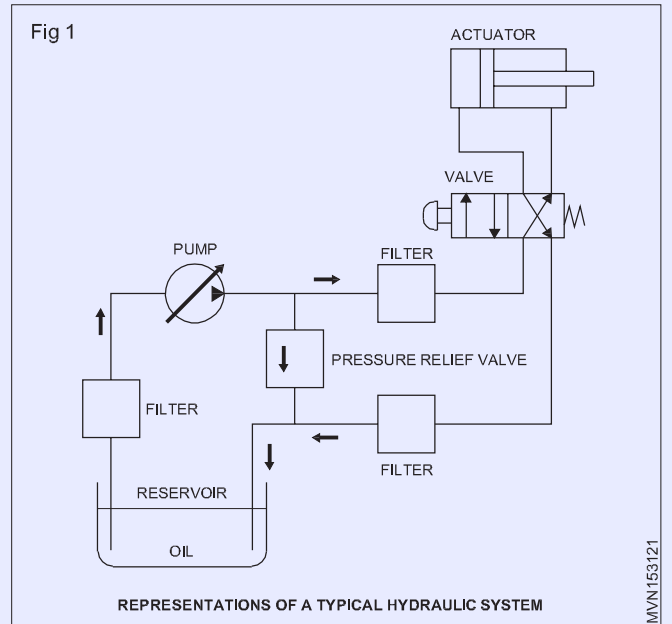 Fig 1
ACTUATOR
VALVE
PUMP
FILTER
PRESSURE RELIEF VALVE
FILTER
FILTER
RESERVOIR
OIL
REPRESENTATIONS OF A TYPICAL HYDRAULIC SYSTEM
MVN153121